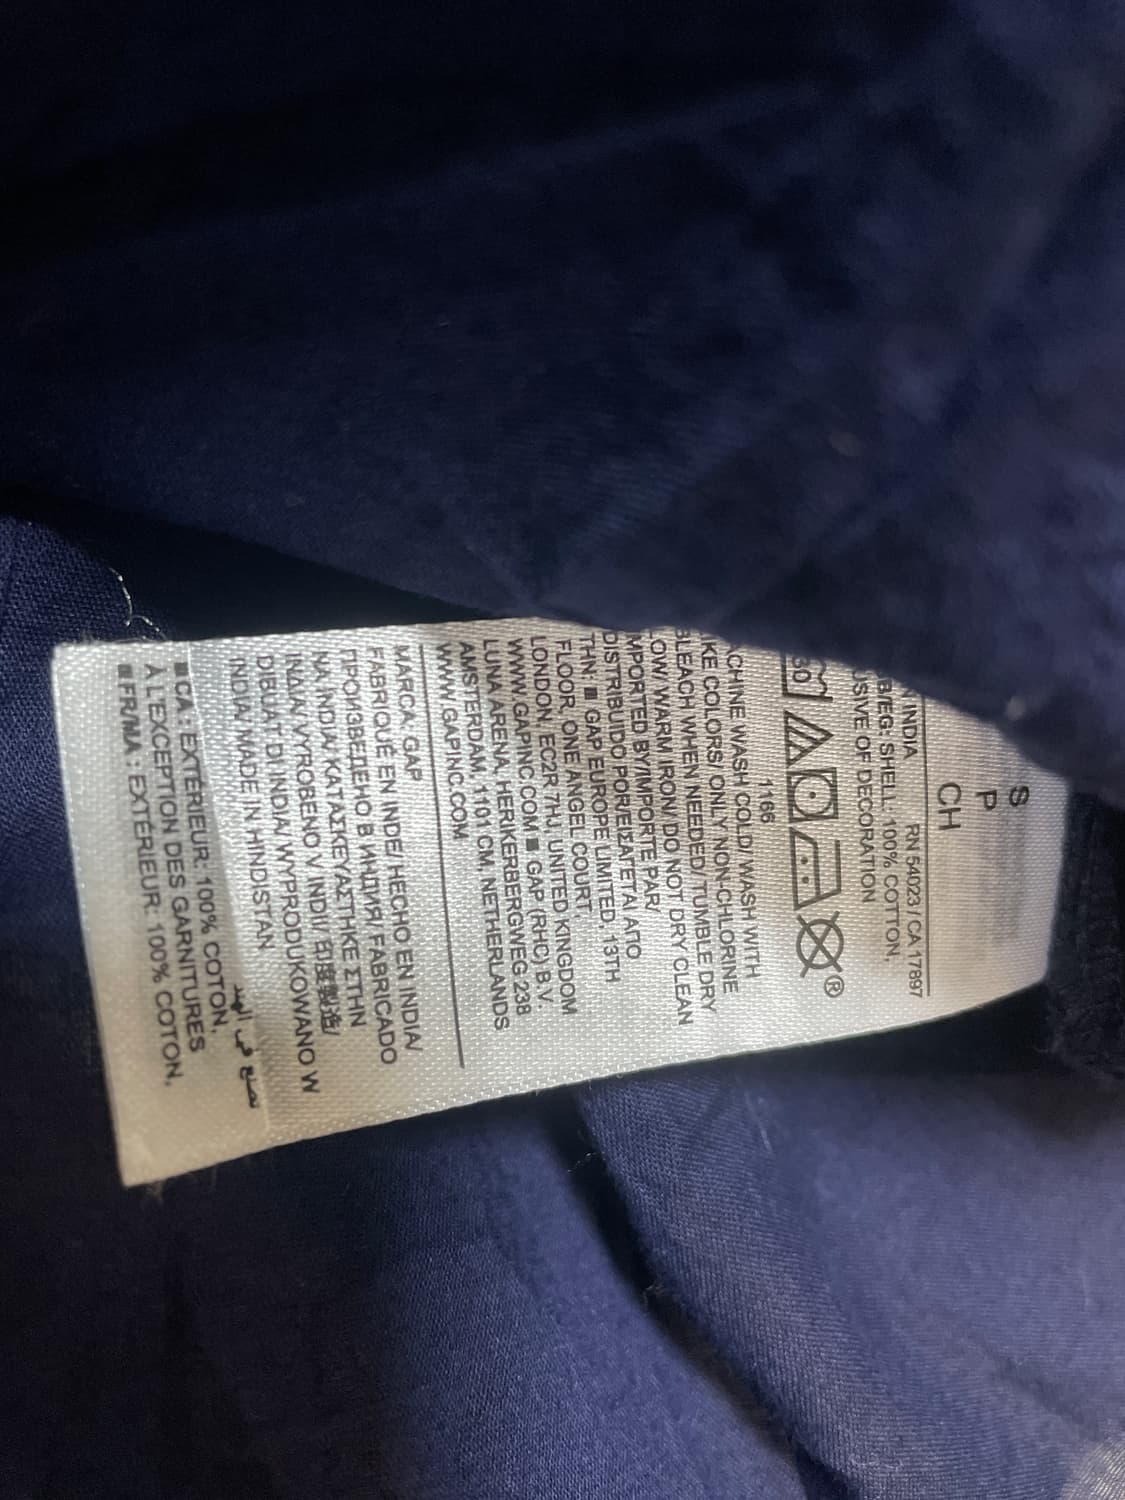 S
P
CH
INDIA RN 54023 / CA 17897
SHELL. 100% COTTON,
OF DECORATION
30 ®
1166
WASH COLD/ WASH WITH
COLORS/ ONLY NON-CHLORINE
BLEACH WHEN NEEDED/ TUMBLE DRY
LOW/ WARM IRON/ DO NOT DRY CLEAN
IMPORTED BY/IMPORTE PAR/
DISTRIBUIDO POR/ΕΙΣΑΓΕΤΑΙ ΑΠΟ
THN: ■ GAP EUROPE LIMITED, 13TH
FLOOR, ONE ANGEL COURT,
LONDON, EC2R 7HJ, UNITED KINGDOM
WWW.GAPINC.COM ■ GAP (RHC) B.V.
LUNA ARENA, HERIKERBERGWEG 238
AMSTERDAM, 1101 CM, NETHERLANDS
WWW.GAPINC.COM
MARCA, GAP
FABRIQUÉ EN INDE/ HECHO EN INDIA/
ПРОИЗВЕДЕНО В ИНДИЯ/ FABRICADO
NA ÍNDIA/ ΚΑΤΑΣΚΕΥΑΣΤΗΚΕ ΣΤΗΝ
INAIA/ VYROBENO V INDII/ 印度製造/
DIBUAT DI INDIA/ WYPRODUKOWANO W
INDIA/ MADE IN HINDISTAN.
صنع في الهند
■ CA : EXTÉRIEUR. 100% COTON,
À L'EXCEPTION DES GARNITURES
■ FR/MA : EXTÉRIEUR: 100% COTON,